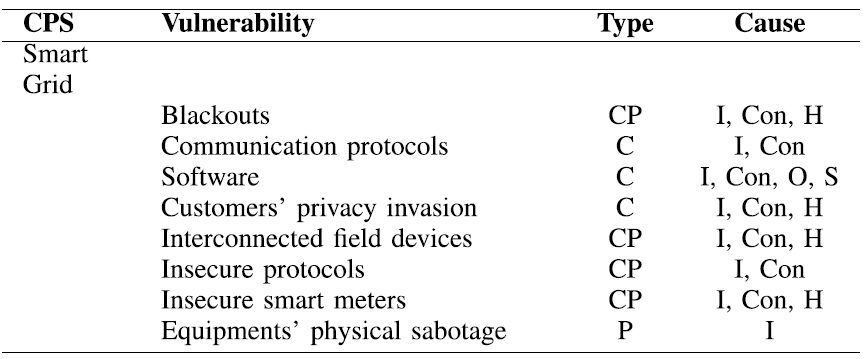 CPS Vulnerability Type Cause
Smart
Grid
Blackouts CP I, Con, H
Communication protocols C I, Con
Software C I, Con, O, S
Customers’ privacy invasion C I, Con, H
Interconnected field devices CP I, Con, H
Insecure protocols CP I, Con
Insecure smart meters CP I, Con, H
Equipments’ physical sabotage P I